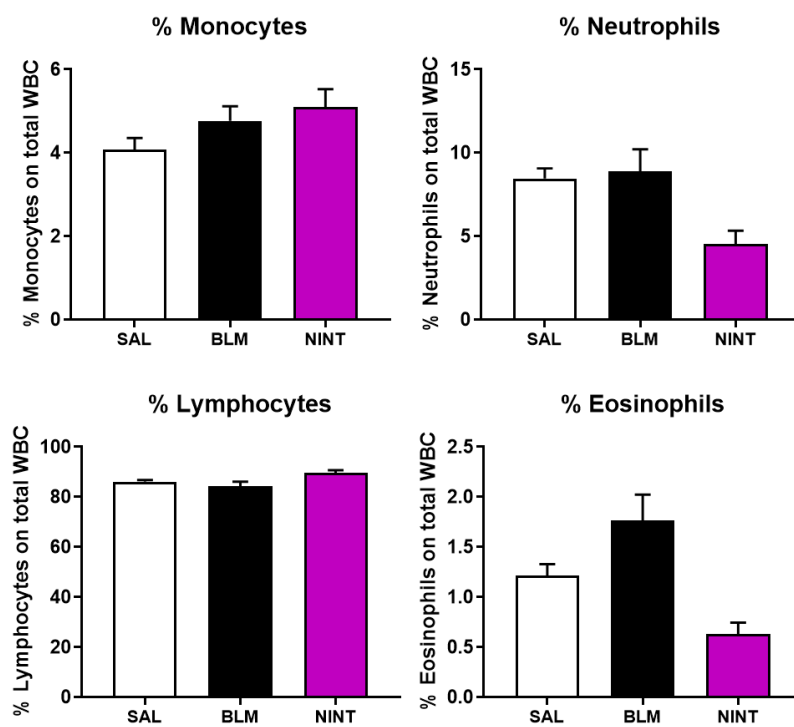 % Monocytes
% Monocytes on total WBC
6
4
2
0
SAL BLM NINT
% Neutrophils
% Neutrophils on total WBC
15
10
5
0
SAL BLM NINT
% Lymphocytes
% Lymphocytes on total WBC
100
80
60
40
20
0
SAL BLM NINT
% Eosinophils
% Eosinophils on total WBC
2.5
2.0
1.5
1.0
0.5
0.0
SAL BLM NINT